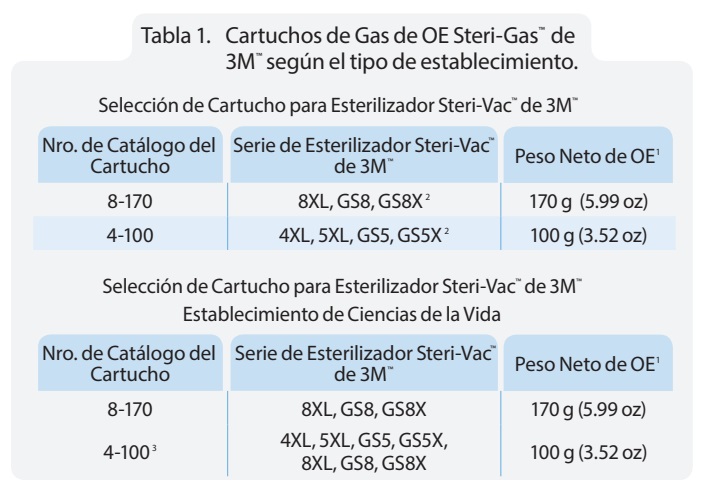 Tabla 1. Cartuchos de Gas de OE Steri-Gas™ de
3M™ según el tipo de establecimiento.
Selección de Cartucho para Esterilizador Steri-Vac™ de 3M™
Nro. de Catálogo del Cartucho Serie de Esterilizador Steri-Vac™ de 3M™ Peso Neto de OE¹
8-170 8XL, GS8, GS8X ² 170 g (5.99 oz)
4-100 4XL, 5XL, GS5, GS5X ² 100 g (3.52 oz)
Selección de Cartucho para Esterilizador Steri-Vac™ de 3M™
Establecimiento de Ciencias de la Vida
Nro. de Catálogo del Cartucho Serie de Esterilizador Steri-Vac™ de 3M™ Peso Neto de OE¹
8-170 8XL, GS8, GS8X 170 g (5.99 oz)
4-100 ³ 4XL, 5XL, GS5, GS5X, 8XL, GS8, GS8X 100 g (3.52 oz)